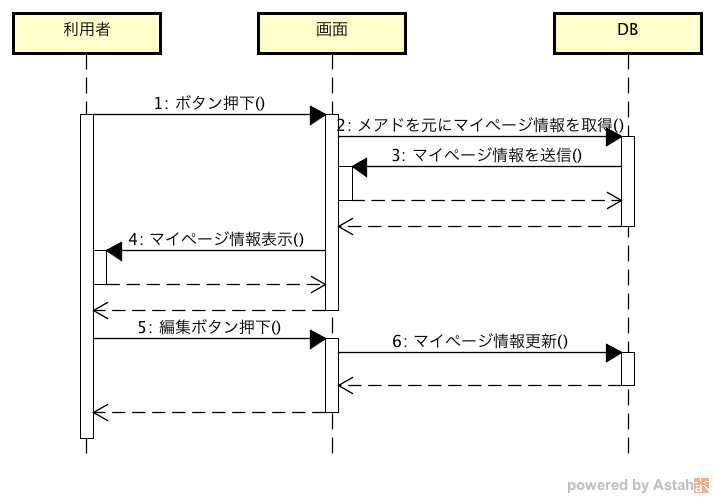 利用者
画面
DB
1: ボタン押下()
2: メアドを元にマイページ情報を取得()
3: マイページ情報を送信()
4: マイページ情報表示()
5: 編集ボタン押下()
6: マイページ情報更新()
powered by Astah